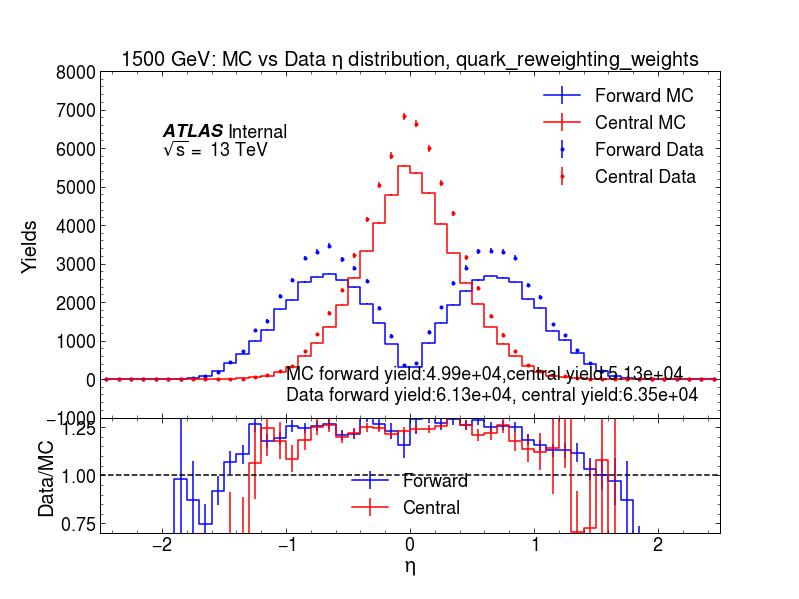 1500 GeV: MC vs Data η distribution, quark_reweighting_weights
8000
7000
6000
5000
4000
3000
2000
1000
0
−1000
Yields
ATLAS Internal
√s = 13 TeV
Forward MC
Central MC
Forward Data
Central Data
MC forward yield:4.99e+04,central yield:5.13e+04
Data forward yield:6.13e+04, central yield:6.35e+04
1.25
1.00
0.75
Data/MC
Forward
Central
−2 −1 0 1 2
η